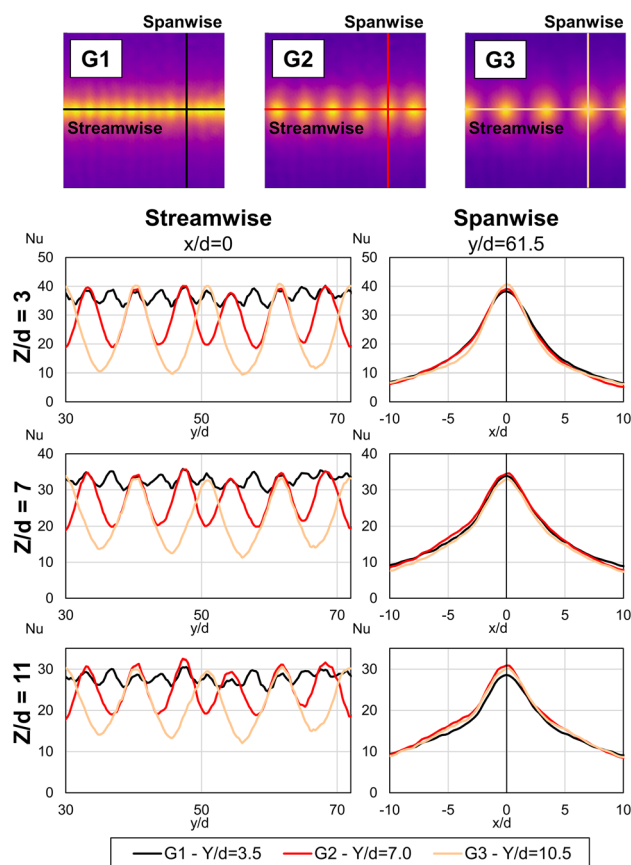 Spanwise Spanwise Spanwise
G1 G2 G3
Streamwise Streamwise Streamwise
Streamwise Spanwise
x/d=0 y/d=61.5
Nu Nu
Z/d = 3
50 50
40 40
30 30
20 20
10 10
0 0
30 50 70 -10 -5 0 5 10
y/d x/d
Nu Nu
Z/d = 7
40 40
30 30
20 20
10 10
0 0
30 50 70 -10 -5 0 5 10
y/d x/d
Nu Nu
Z/d = 11
30 30
20 20
10 10
0 0
30 50 70 -10 -5 0 5 10
y/d x/d
G1 - Y/d=3.5 G2 - Y/d=7.0 G3 - Y/d=10.5